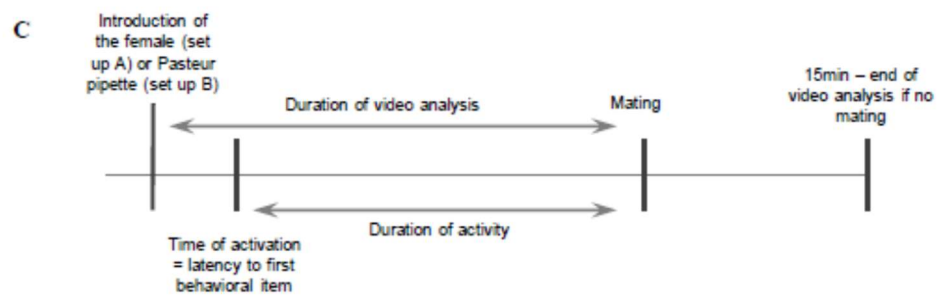 C
Introduction of
the female (set
up A) or Pasteur
pipette (set up B)
Duration of video analysis
Mating
15min – end of
video analysis if no
mating
Duration of activity
Time of activation
= latency to first
behavioral item